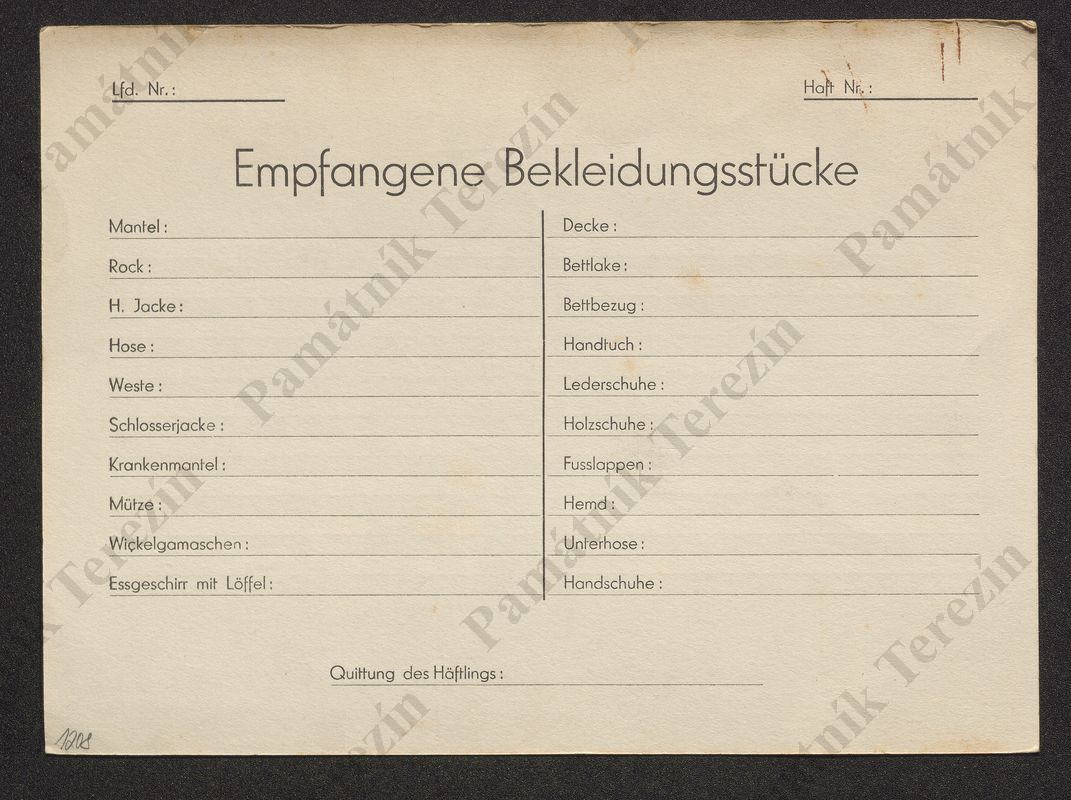 Lfd. Nr.:
Haft Nr.:
Empfangene Bekleidungsstücke
Mantel:
Rock:
H. Jacke:
Hose:
Weste:
Schlosserjacke:
Krankenmantel:
Mütze:
Wickelgamaschen:
Essgeschirr mit Löffel:
Decke:
Bettlake:
Bettbezug:
Handtuch:
Lederschuhe:
Holzschuhe:
Fusslappen:
Hemd:
Unterhose:
Handschuhe:
Quittung des Häftlings:
Památník Terezín